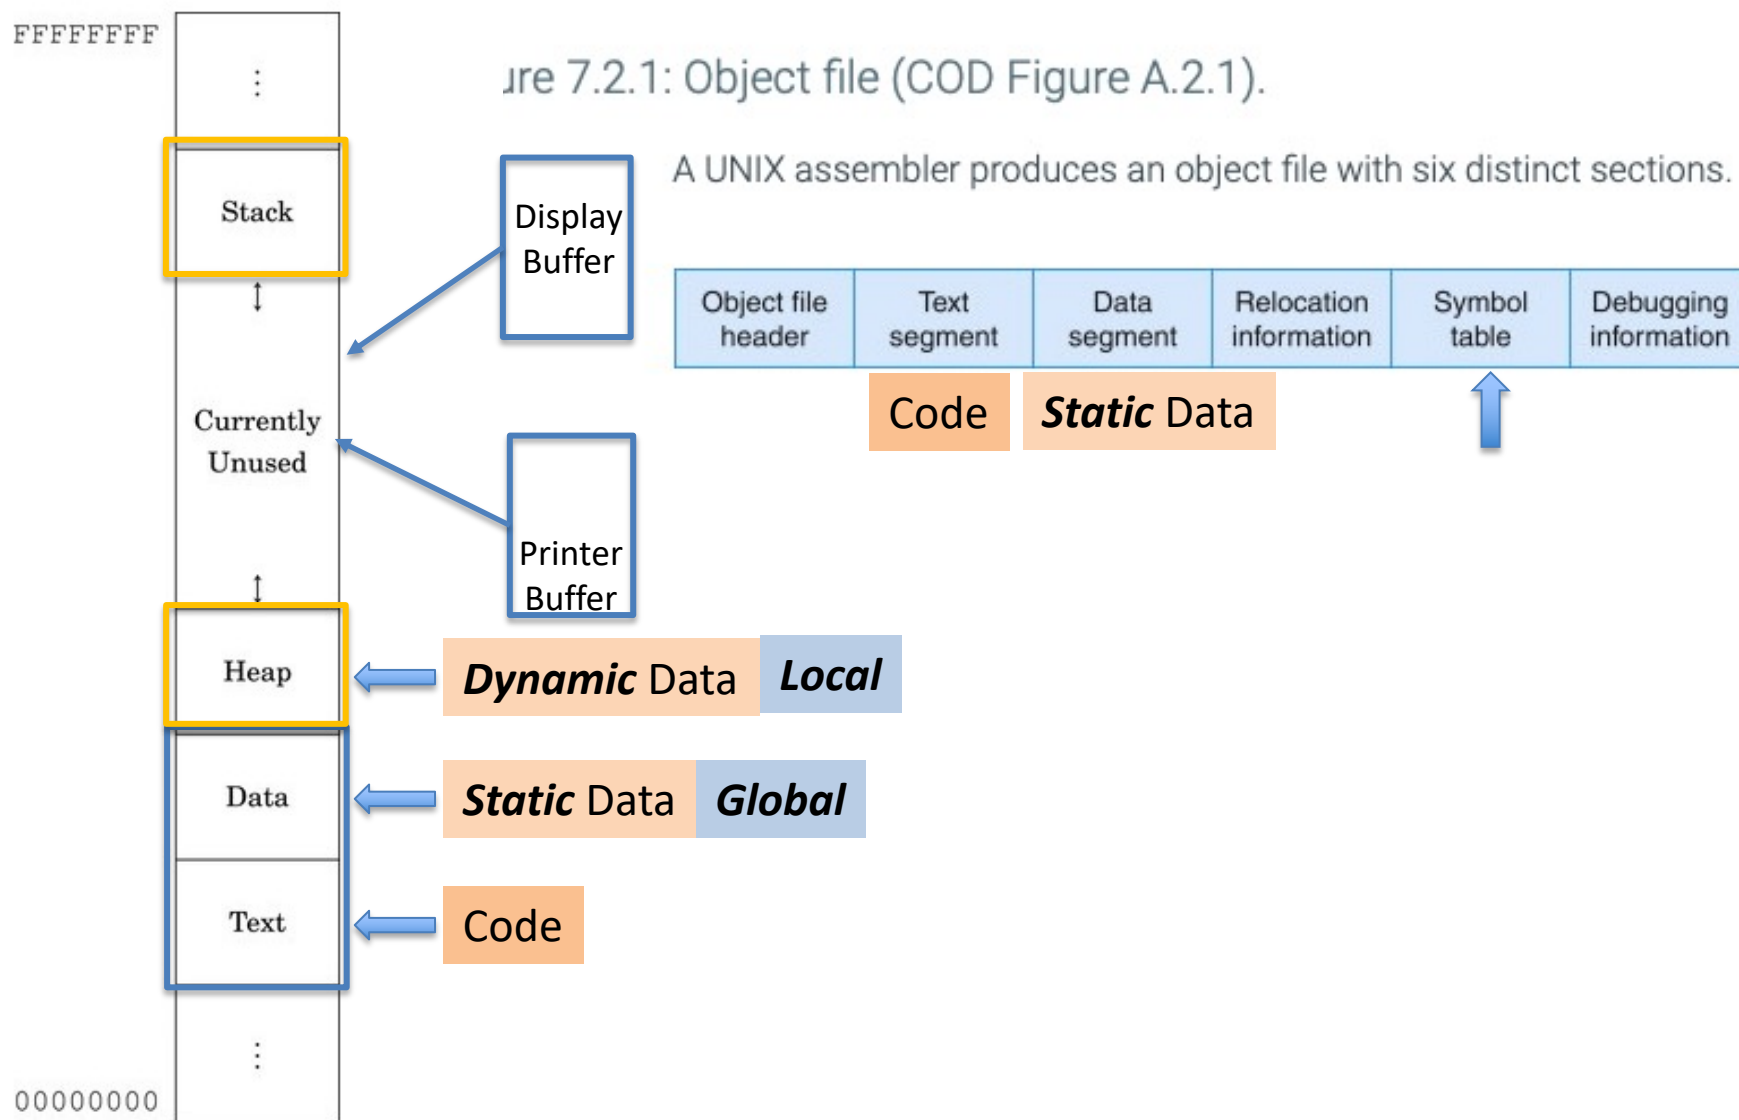 FFFFFFFF
ure 7.2.1: Object file (COD Figure A.2.1).
A UNIX assembler produces an object file with six distinct sections.
Stack
Display
Buffer
Object file
header
Text
segment
Data
segment
Relocation
information
Symbol
table
Debugging
information
Code
Static Data
Currently
Unused
Printer
Buffer
Heap
Dynamic Data
Local
Data
Static Data
Global
Text
Code
00000000